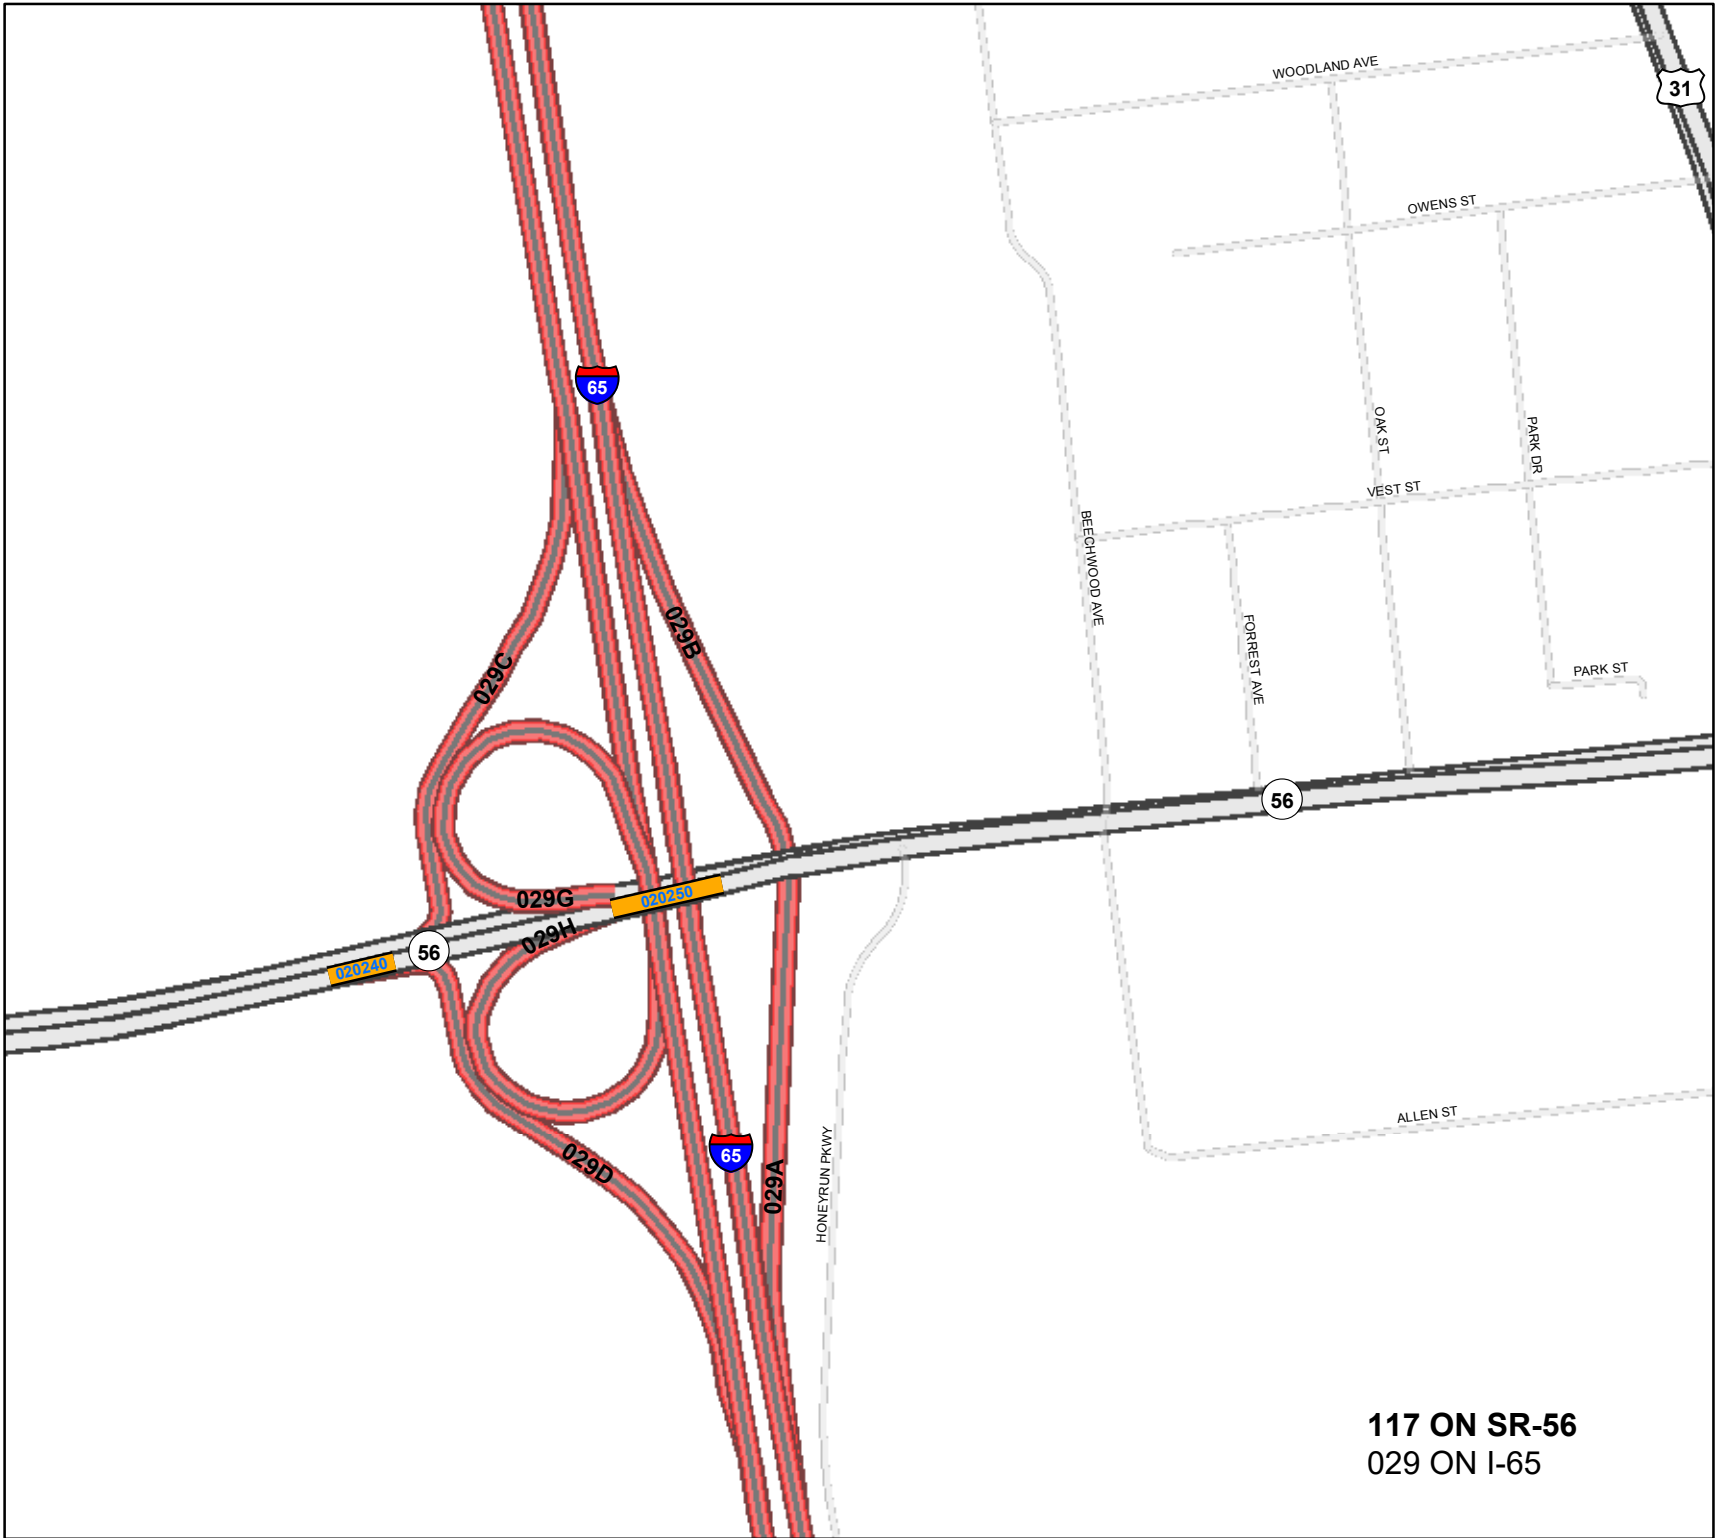 WOODLAND AVE
31
OWENS ST
65
OAK ST
PARK DR
VEST ST
BEECHWOOD AVE
029B
FORREST AVE
029C
PARK ST
56
020250
029G
029H
56
020240
ALLEN ST
65
029D
029A
HONEYRUN PKWY
117 ON SR-56
029 ON I-65